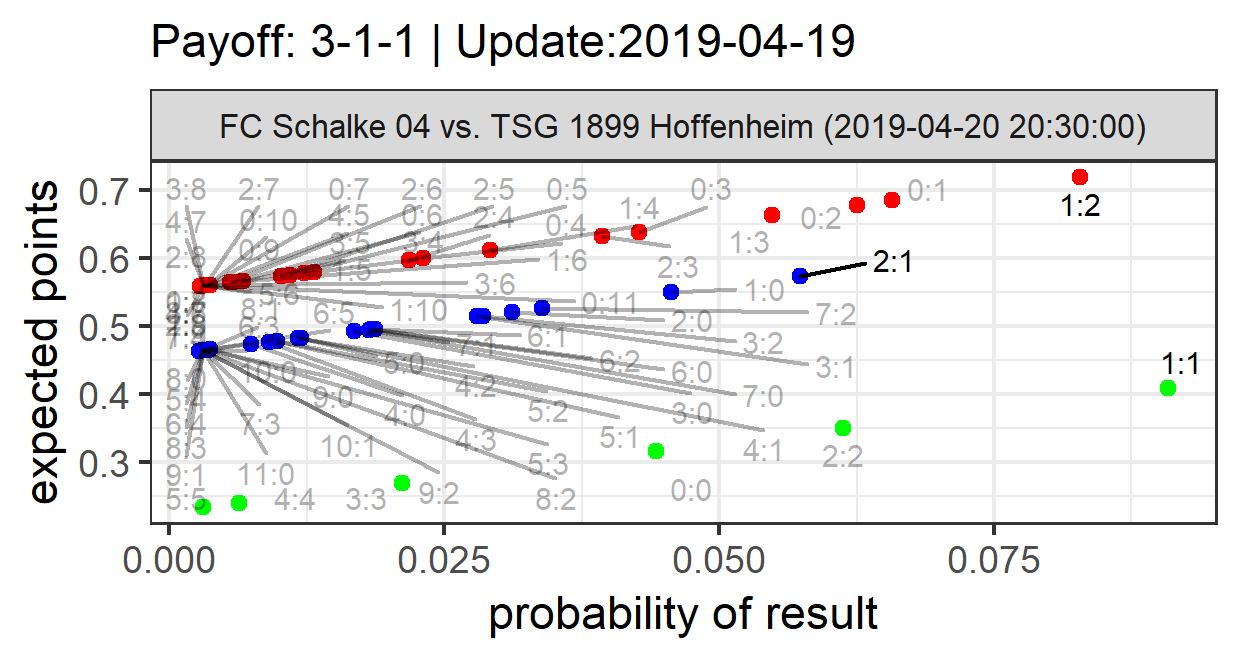 Payoff: 3-1-1 | Update:2019-04-19
FC Schalke 04 vs. TSG 1899 Hoffenheim (2019-04-20 20:30:00)
expected points
0.7
0.6
0.5
0.4
0.3
3:8 2:7 0:7 2:6 2:5 0:5 0:3 0:1
4:7 0:10 4:5 0:6 2:4 0:4 1:4 0:2 1:2
2:8 0:9 3:5 3:4 1:3
1:5 1:6 2:3 2:1
5:6 3:6 1:0
8:1 6:5 1:10 0:11 7:2
6:3 2:0
7:1 6:1 3:2
5:0 6:2 3:1 1:1
10:0 4:2 6:0
9:0 7:0
4:0 5:2 3:0
6:4 7:3
8:3 10:1 4:3 5:1 4:1
9:1 11:0 5:3 2:2
5:5 4:4 3:3 9:2 8:2 0:0
0.000 0.025 0.050 0.075
probability of result